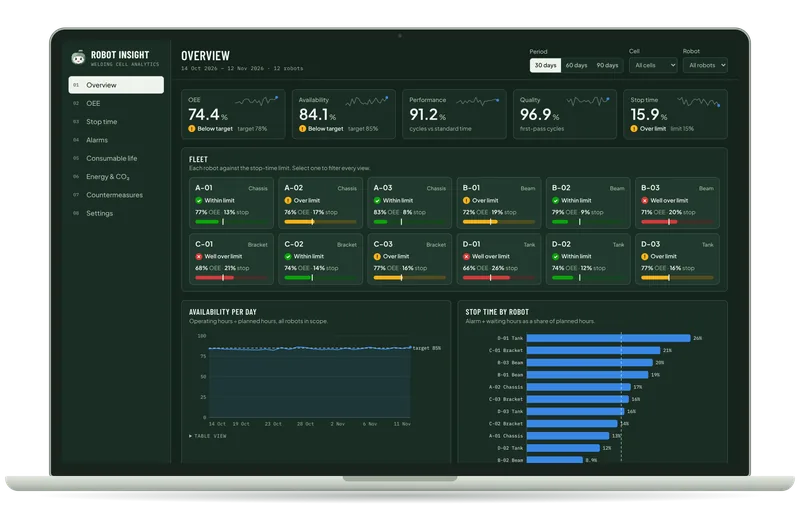 ROBOT INSIGHT
WELDING CELL ANALYTICS
01 Overview
02 OEE
03 Stop time
04 Alarms
05 Consumable life
06 Energy & CO₂
07 Countermeasures
08 Settings
OVERVIEW
14 Oct 2026 — 12 Nov 2026 · 12 robots
Period
30 days 60 days 90 days
Cell
All cells
Robot
All robots
OEE
74.4 %
! Below target target 78%
Availability
84.1 %
! Below target target 85%
Performance
91.2 %
cycles vs standard time
Quality
96.9 %
first-pass cycles
Stop time
15.9 %
! Over limit limit 15%
FLEET
Each robot against the stop-time limit. Select one to filter every view.
A-01 Chassis
Within limit
77% OEE 13% stop
A-02 Chassis
! Over limit
76% OEE 17% stop
A-03 Chassis
Within limit
83% OEE 8% stop
B-01 Beam
! Over limit
72% OEE 19% stop
B-02 Beam
Within limit
79% OEE 9% stop
B-03 Beam
Well over limit
71% OEE 20% stop
C-01 Bracket
Well over limit
68% OEE 21% stop
C-02 Bracket
Within limit
74% OEE 14% stop
C-03 Bracket
! Over limit
77% OEE 16% stop
D-01 Tank
Well over limit
66% OEE 26% stop
D-02 Tank
Within limit
74% OEE 12% stop
D-03 Tank
! Over limit
77% OEE 16% stop
AVAILABILITY PER DAY
Operating hours ÷ planned hours, all robots in scope.
100
75
50
25
0
target 85%
14 Oct 19 Oct 23 Oct 28 Oct 2 Nov 6 Nov 11 Nov
▶ TABLE VIEW
STOP TIME BY ROBOT
Alarm + waiting hours as a share of planned hours.
D-01 Tank 26%
C-01 Bracket 21%
B-03 Beam 20%
B-01 Beam 19%
A-02 Chassis 17%
C-03 Bracket 16%
D-03 Tank 16%
C-02 Bracket 14%
A-01 Chassis 13%
D-02 Tank 12%
B-02 Beam 8.9%